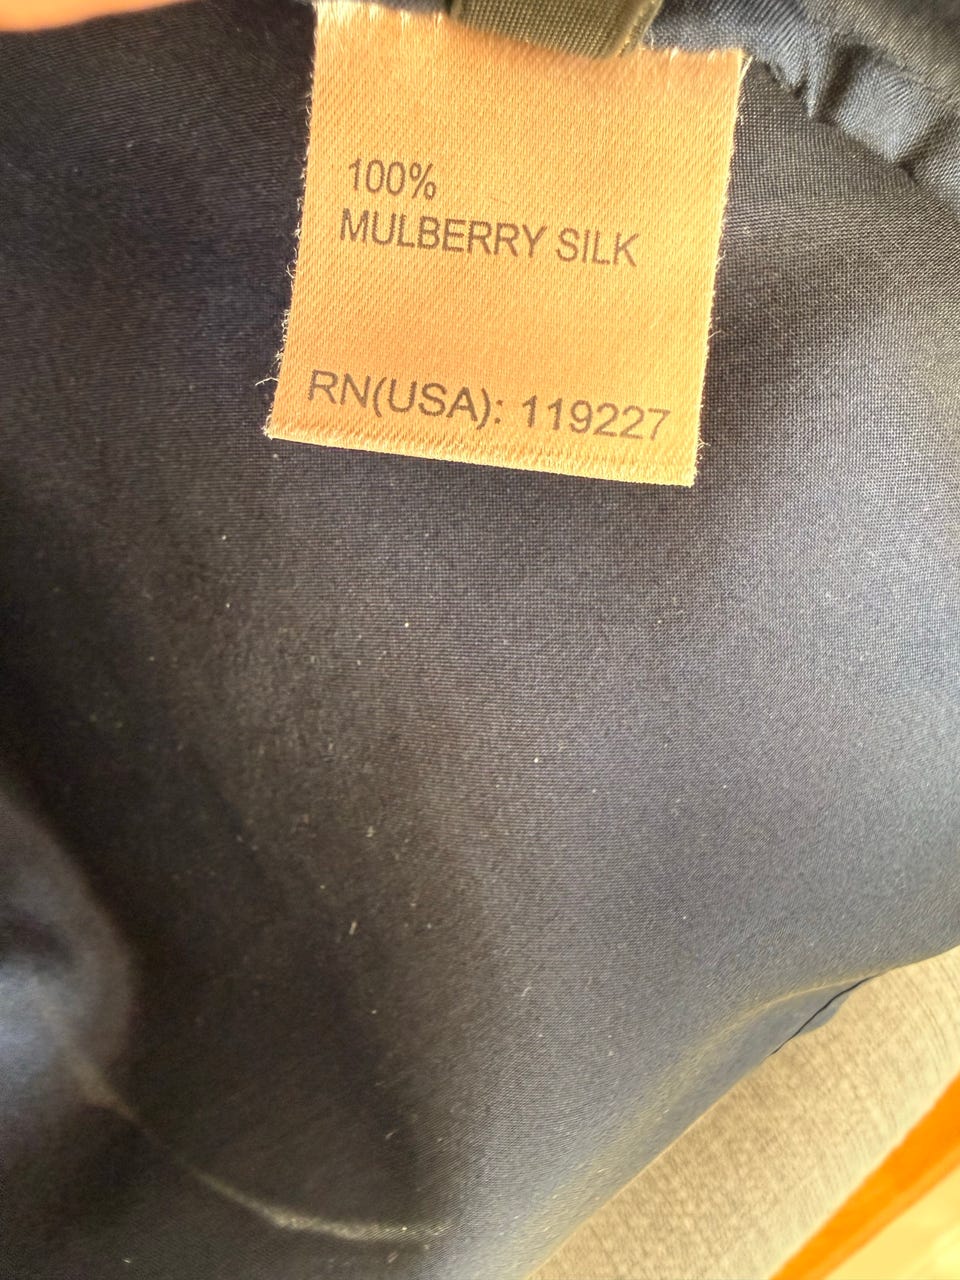 100%
MULBERRY SILK
RN(USA): 119227